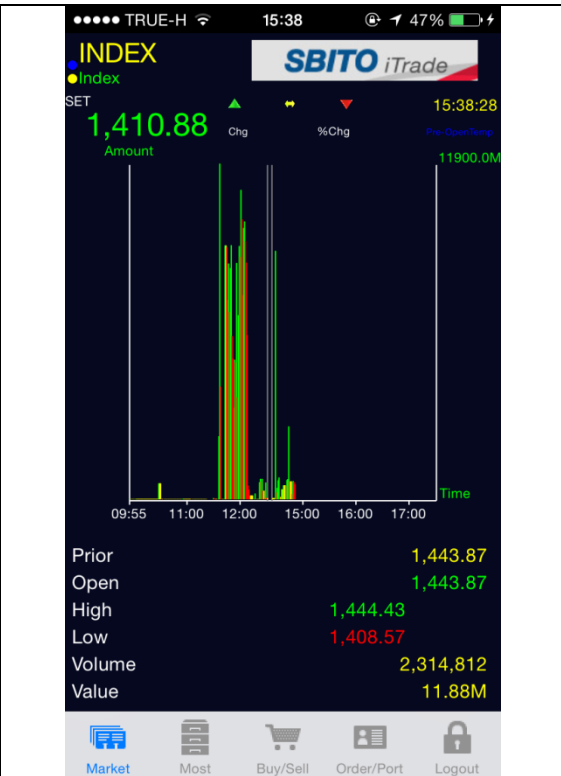 TRUE-H 15:38 47%
INDEX
Index
SBITO iTrade
SET
15:38:28
1,410.88 Chg %Chg Pre-OpenTemp
Amount
11900.0M
Time
09:55 11:00 12:00 15:00 16:00 17:00
Prior 1,443.87
Open 1,443.87
High 1,444.43
Low 1,408.57
Volume 2,314,812
Value 11.88M
Market Most Buy/Sell Order/Port Logout